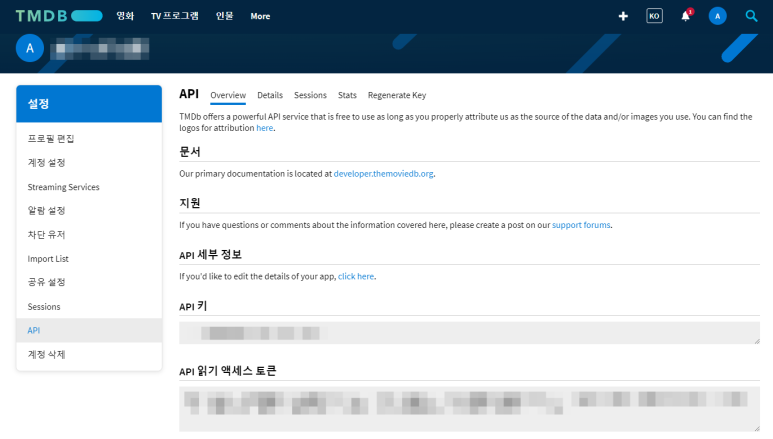 TMDB 영화 TV 프로그램 인물 More KO 9 A
A
설정
프로필 편집
계정 설정
Streaming Services
알람 설정
차단 유저
Import List
공유 설정
Sessions
API
계정 삭제
API Overview Details Sessions Stats Regenerate Key
TMDb offers a powerful API service that is free to use as long as you properly attribute us as the source of the data and/or images you use. You can find the
logos for attribution here.
문서
Our primary documentation is located at developer.themoviedb.org.
지원
If you have questions or comments about the information covered here, please create a post on our support forums.
API 세부 정보
If you'd like to edit the details of your app, click here.
API 키
API 읽기 액세스 토큰